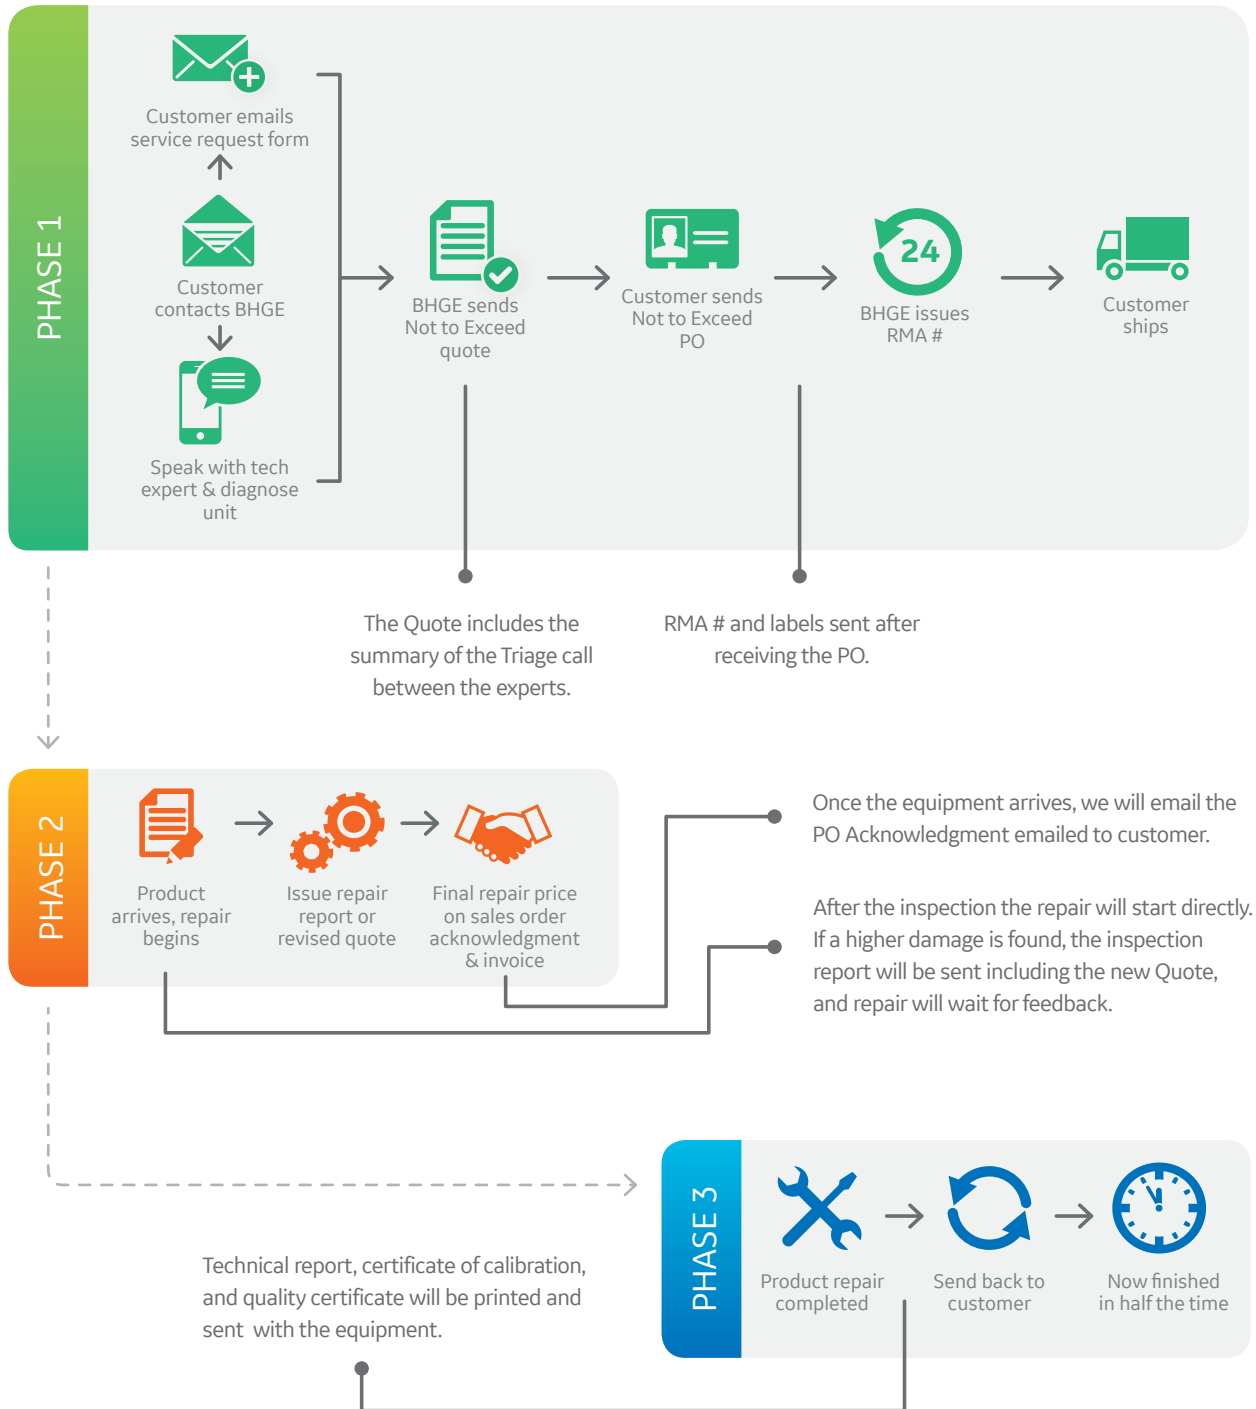 PHASE 1
Customer emails
service request form
Customer
contacts BHGE
Speak with tech
expert & diagnose
unit
BHGE sends
Not to Exceed
quote
Customer sends
Not to Exceed
PO
24
BHGE issues
RMA #
Customer
ships
The Quote includes the
summary of the Triage call
between the experts.
RMA # and labels sent after
receiving the PO.
PHASE 2
Product
arrives, repair
begins
Issue repair
report or
revised quote
Final repair price
on sales order
acknowledgment
& invoice
Once the equipment arrives, we will email the
PO Acknowledgment emailed to customer.
After the inspection the repair will start directly.
If a higher damage is found, the inspection
report will be sent including the new Quote,
and repair will wait for feedback.
PHASE 3
Product repair
completed
Send back to
customer
Now finished
in half the time
Technical report, certificate of calibration,
and quality certificate will be printed and
sent with the equipment.